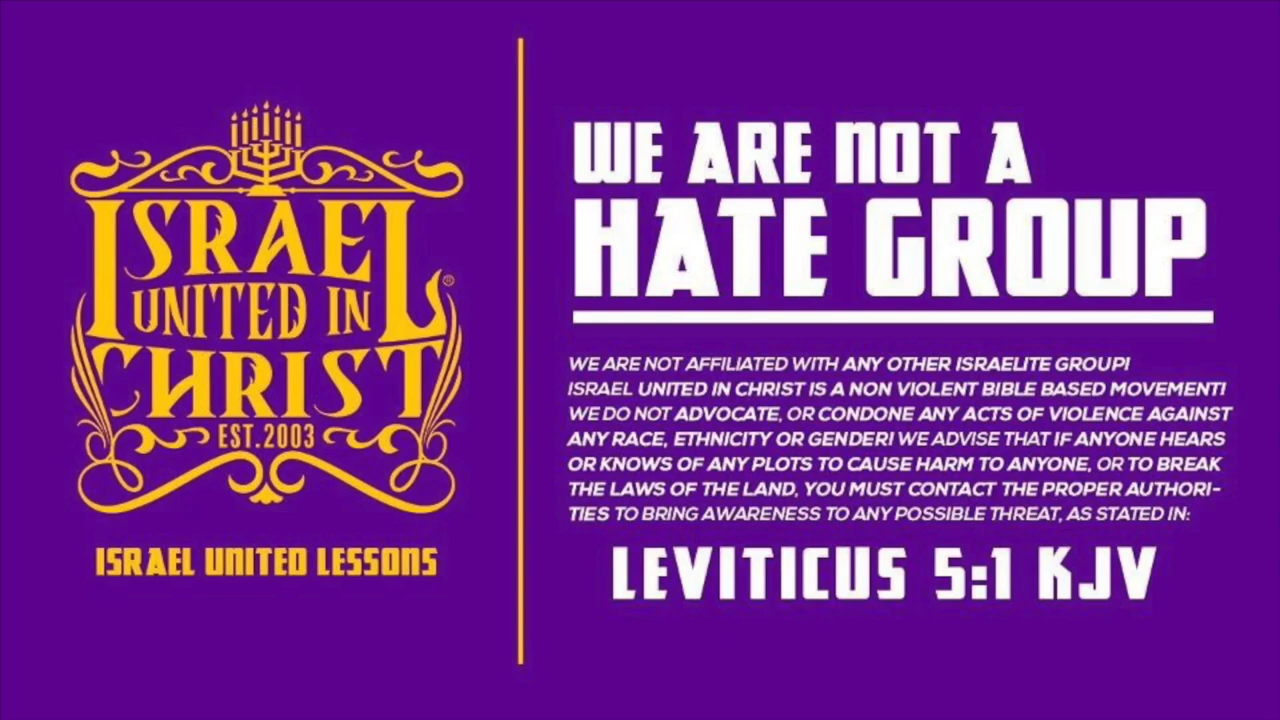 ISRAEL
UNITED IN
CHRIST
EST.2003
ISRAEL UNITED LESSONS
WE ARE NOT A
HATE GROUP
WE ARE NOT AFFILIATED WITH ANY OTHER ISRAELITE GROUP!
ISRAEL UNITED IN CHRIST IS A NON VIOLENT BIBLE BASED MOVEMENT!
WE DO NOT ADVOCATE, OR CONDONE ANY ACTS OF VIOLENCE AGAINST
ANY RACE, ETHNICITY OR GENDER! WE ADVISE THAT IF ANYONE HEARS
OR KNOWS OF ANY PLOTS TO CAUSE HARM TO ANYONE, OR TO BREAK
THE LAWS OF THE LAND, YOU MUST CONTACT THE PROPER AUTHORI-
TIES TO BRING AWARENESS TO ANY POSSIBLE THREAT, AS STATED IN:
LEVITICUS 5:1 KJV